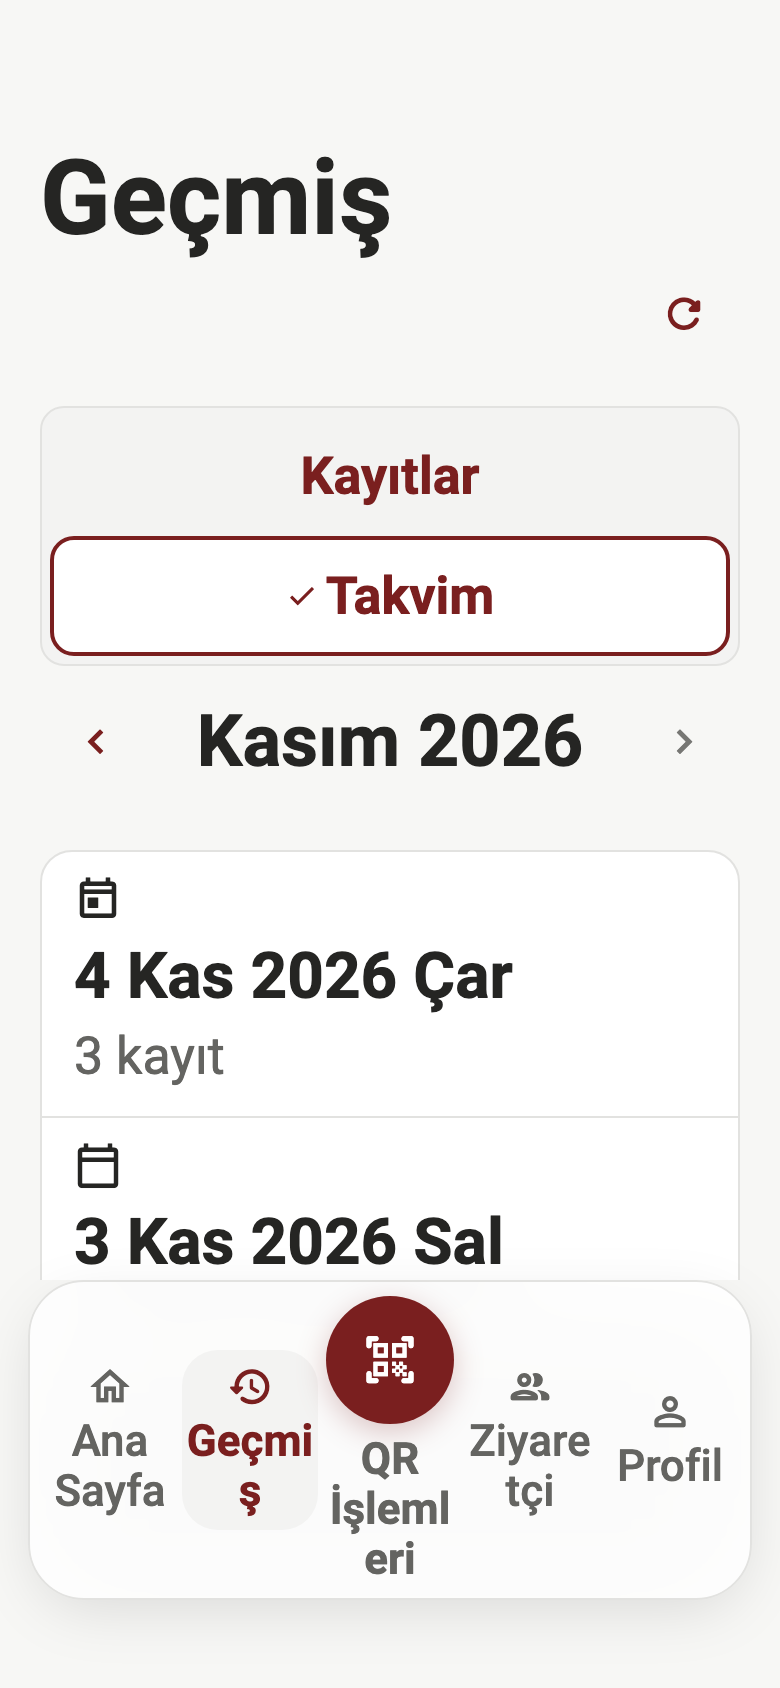 Geçmiş
Kayıtlar
Takvim
Kasım 2026
4 Kas 2026 Çar
3 kayıt
3 Kas 2026 Sal
Ana
Sayfa
Geçmi
ş
QR
İşleml
eri
Ziyare
tçi
Profil